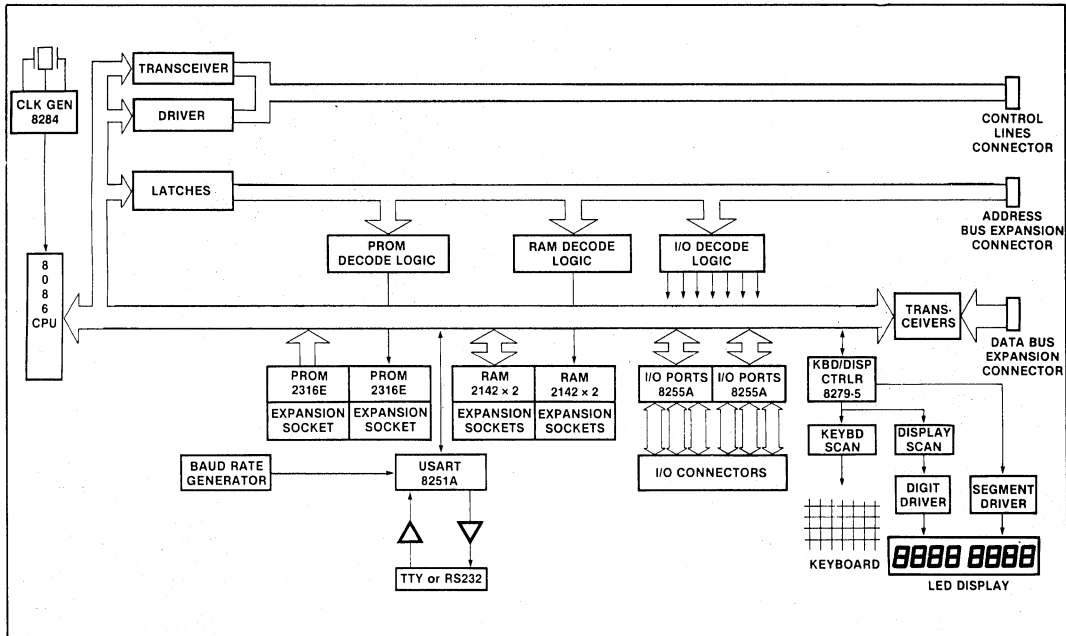 TRANSCEIVER
CLK GEN
8284
DRIVER
CONTROL
LINES
CONNECTOR
LATCHES
ADDRESS
BUS EXPANSION
CONNECTOR
PROM
DECODE LOGIC
RAM DECODE
LOGIC
I/O DECODE
LOGIC
8
0
8
6
CPU
TRANS-
CEIVERS
DATA BUS
EXPANSION
CONNECTOR
PROM
2316E
PROM
2316E
EXPANSION
SOCKET
EXPANSION
SOCKET
RAM
2142 × 2
RAM
2142 × 2
EXPANSION
SOCKETS
EXPANSION
SOCKETS
I/O PORTS
8255A
I/O PORTS
8255A
KBD/DISP
CTRLR
8279-5
KEYBD
SCAN
DISPLAY
SCAN
BAUD RATE
GENERATOR
USART
8251A
I/O CONNECTORS
DIGIT
DRIVER
SEGMENT
DRIVER
TTY or RS232
KEYBOARD
8888 8888
LED DISPLAY